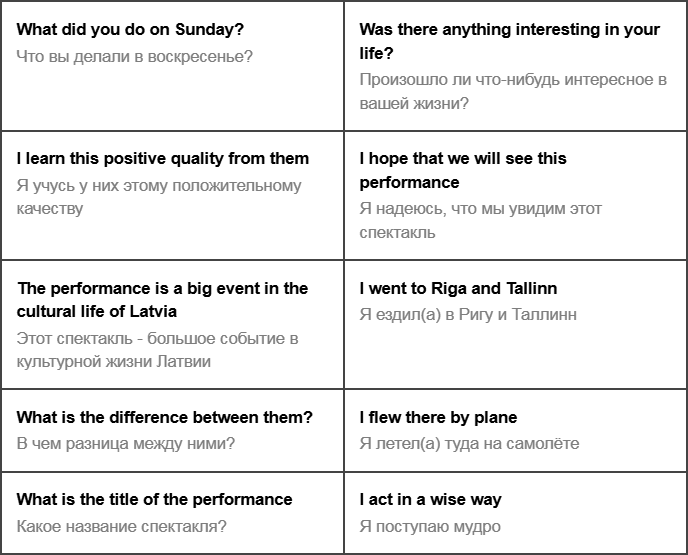 What did you do on Sunday?
Что вы делали в воскресенье?
Was there anything interesting in your
life?
Произошло ли что-нибудь интересное в
вашей жизни?
I learn this positive quality from them
Я учусь у них этому положительному
качеству
I hope that we will see this
performance
Я надеюсь, что мы увидим этот
спектакль
The performance is a big event in the
cultural life of Latvia
Этот спектакль - большое событие в
культурной жизни Латвии
I went to Riga and Tallinn
Я ездил(а) в Ригу и Таллинн
What is the difference between them?
В чем разница между ними?
I flew there by plane
Я летел(а) туда на самолёте
What is the title of the performance
Какое название спектакля?
I act in a wise way
Я поступаю мудро